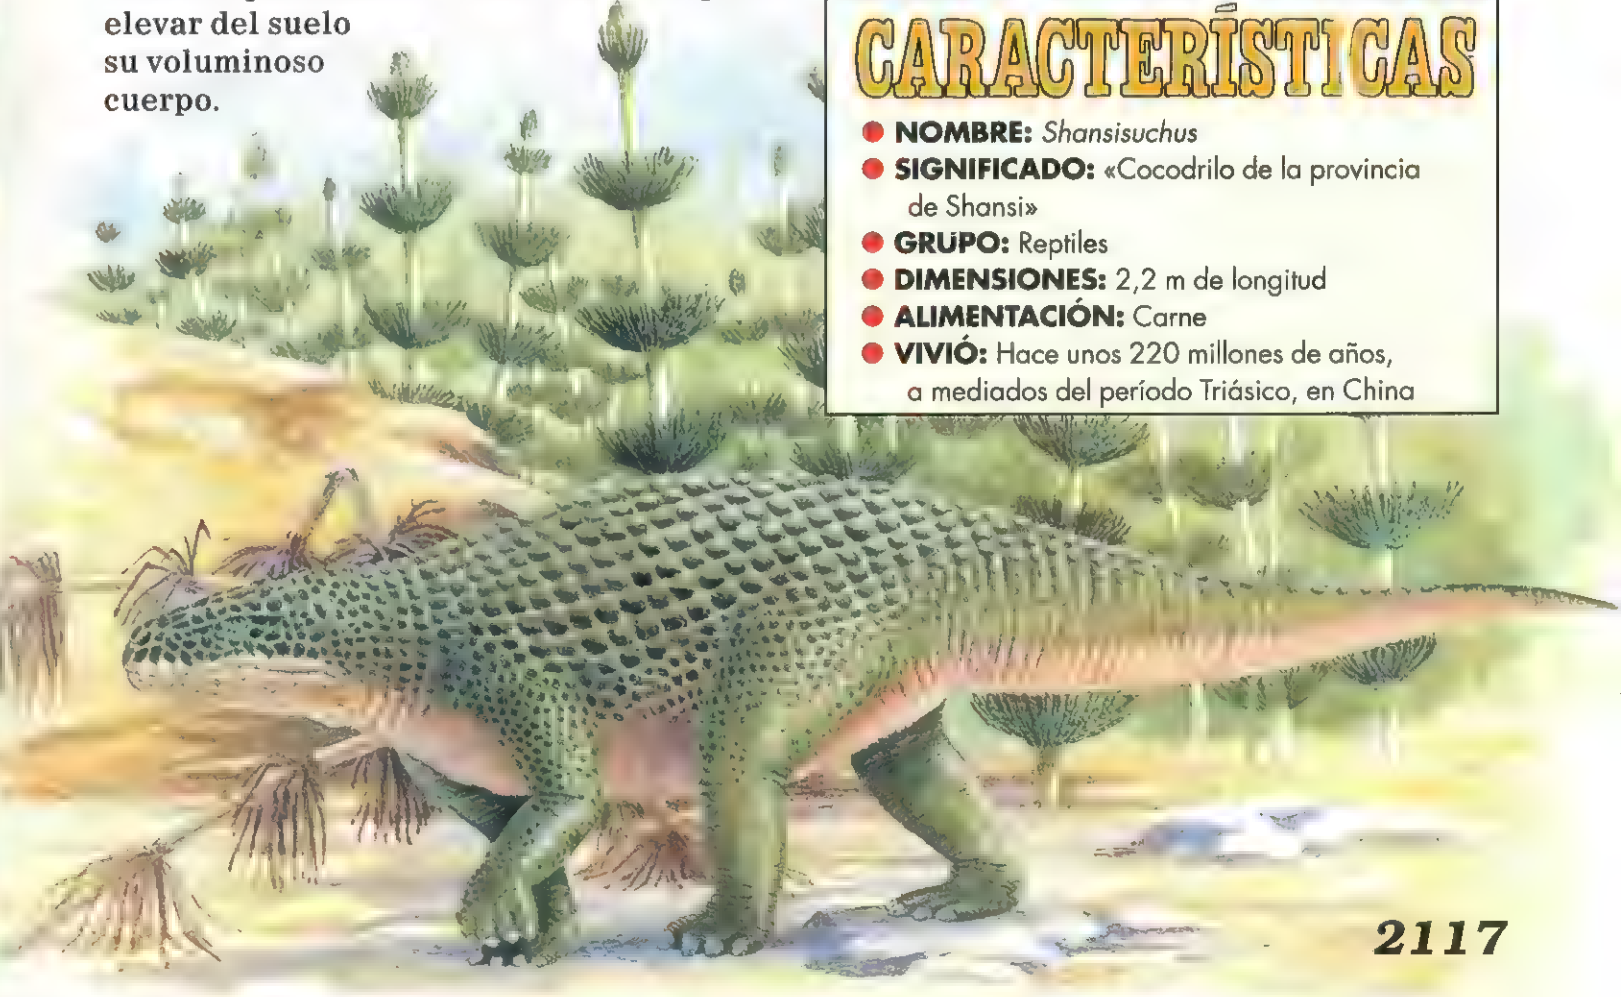 elevar del suelo
su voluminoso
cuerpo.
CARACTERÍSTICAS
● NOMBRE: Shansisuchus
● SIGNIFICADO: «Cocodrilo de la provincia
de Shansi»
● GRUPO: Reptiles
● DIMENSIONES: 2,2 m de longitud
● ALIMENTACIÓN: Carne
● VIVIÓ: Hace unos 220 millones de años,
a mediados del período Triásico, en China
2117